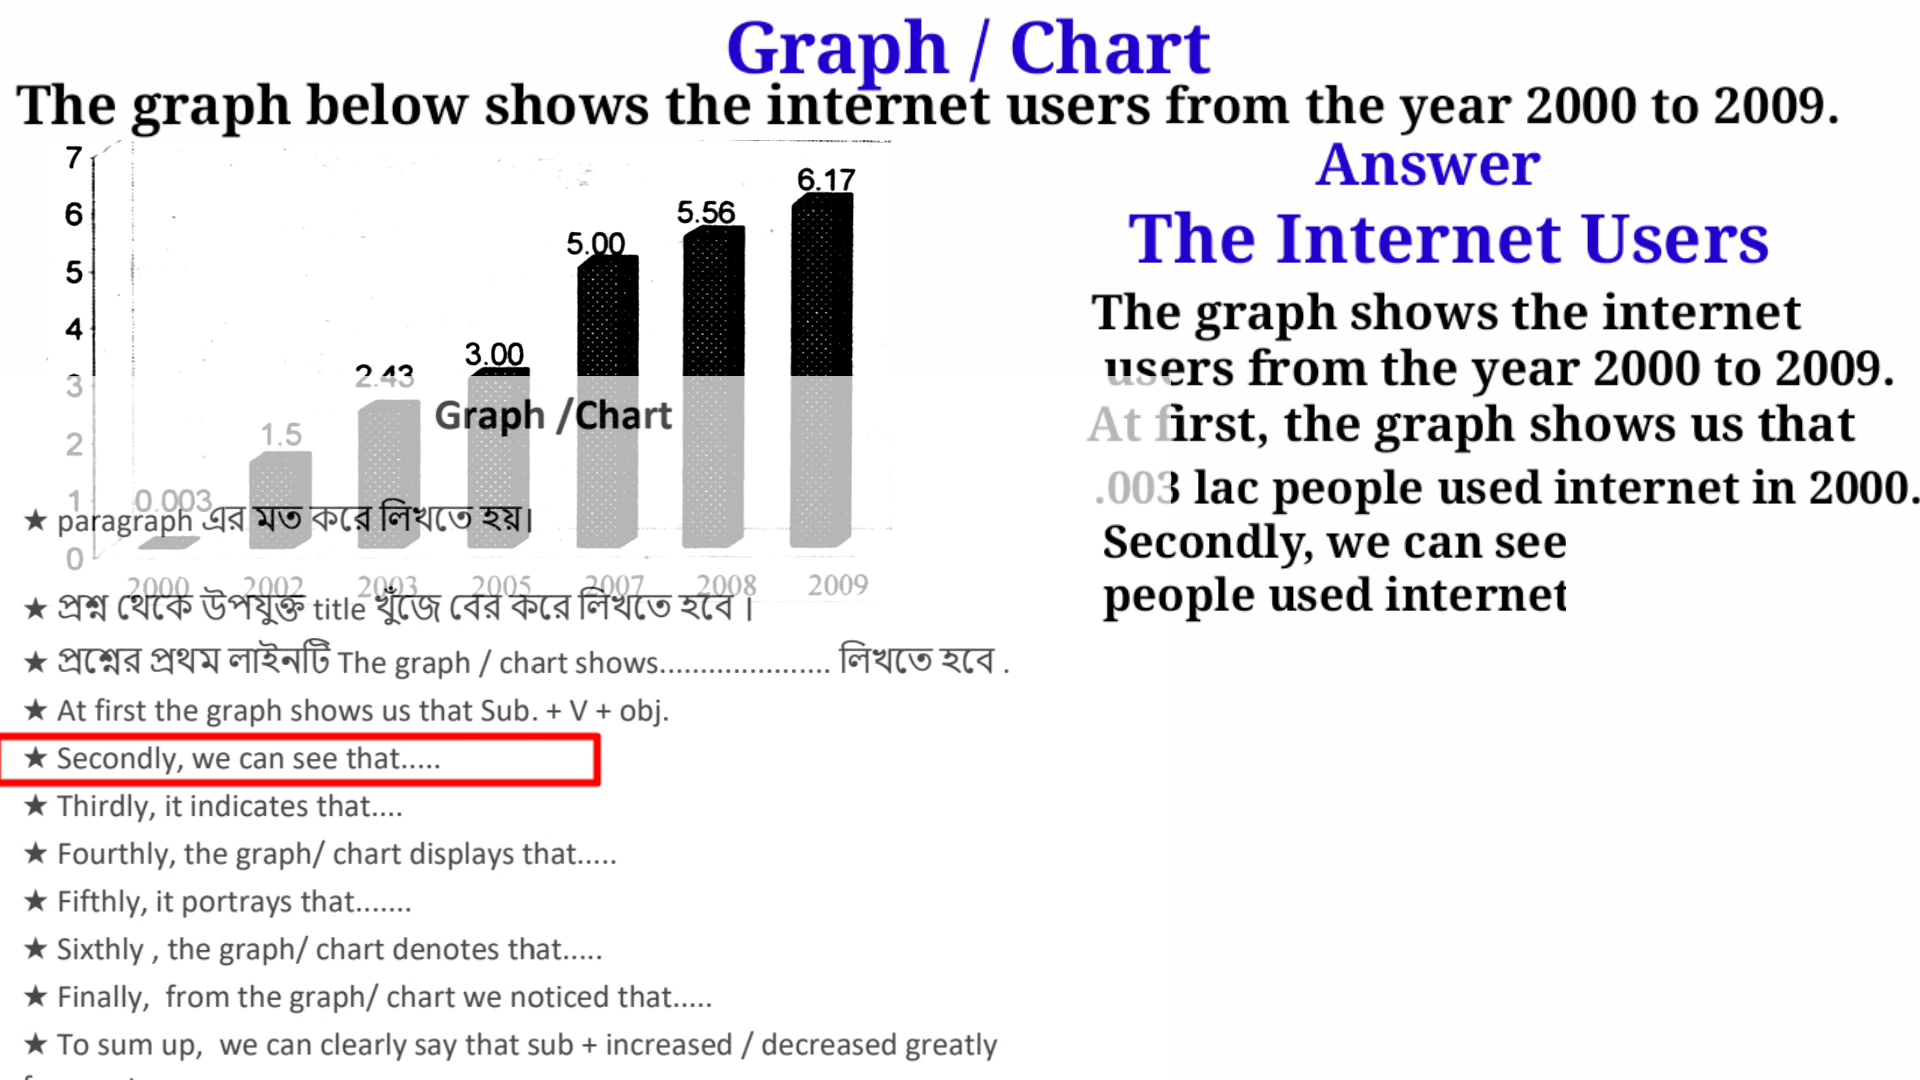 Graph / Chart
The graph below shows the internet users from the year 2000 to 2009.
7
6
5
4
3
2
1
0
0.003
1.5
2.43
3.00
5.00
5.56
6.17
2000 2002 2003 2005 2007 2008 2009
Graph /Chart
★ paragraph এর মত করে লিখতে হয়।
★ প্রশ্ন থেকে উপযুক্ত title খুঁজে বের করে লিখতে হবে ।
★ প্রশ্নের প্রথম লাইনটি The graph / chart shows..................... লিখতে হবে .
★ At first the graph shows us that Sub. + V + obj.
★ Secondly, we can see that.....
★ Thirdly, it indicates that....
★ Fourthly, the graph/ chart displays that.....
★ Fifthly, it portrays that.......
★ Sixthly , the graph/ chart denotes that.....
★ Finally, from the graph/ chart we noticed that.....
★ To sum up, we can clearly say that sub + increased / decreased greatly
Answer
The Internet Users
The graph shows the internet
users from the year 2000 to 2009.
At first, the graph shows us that
.003 lac people used internet in 2000.
Secondly, we can see
people used internet